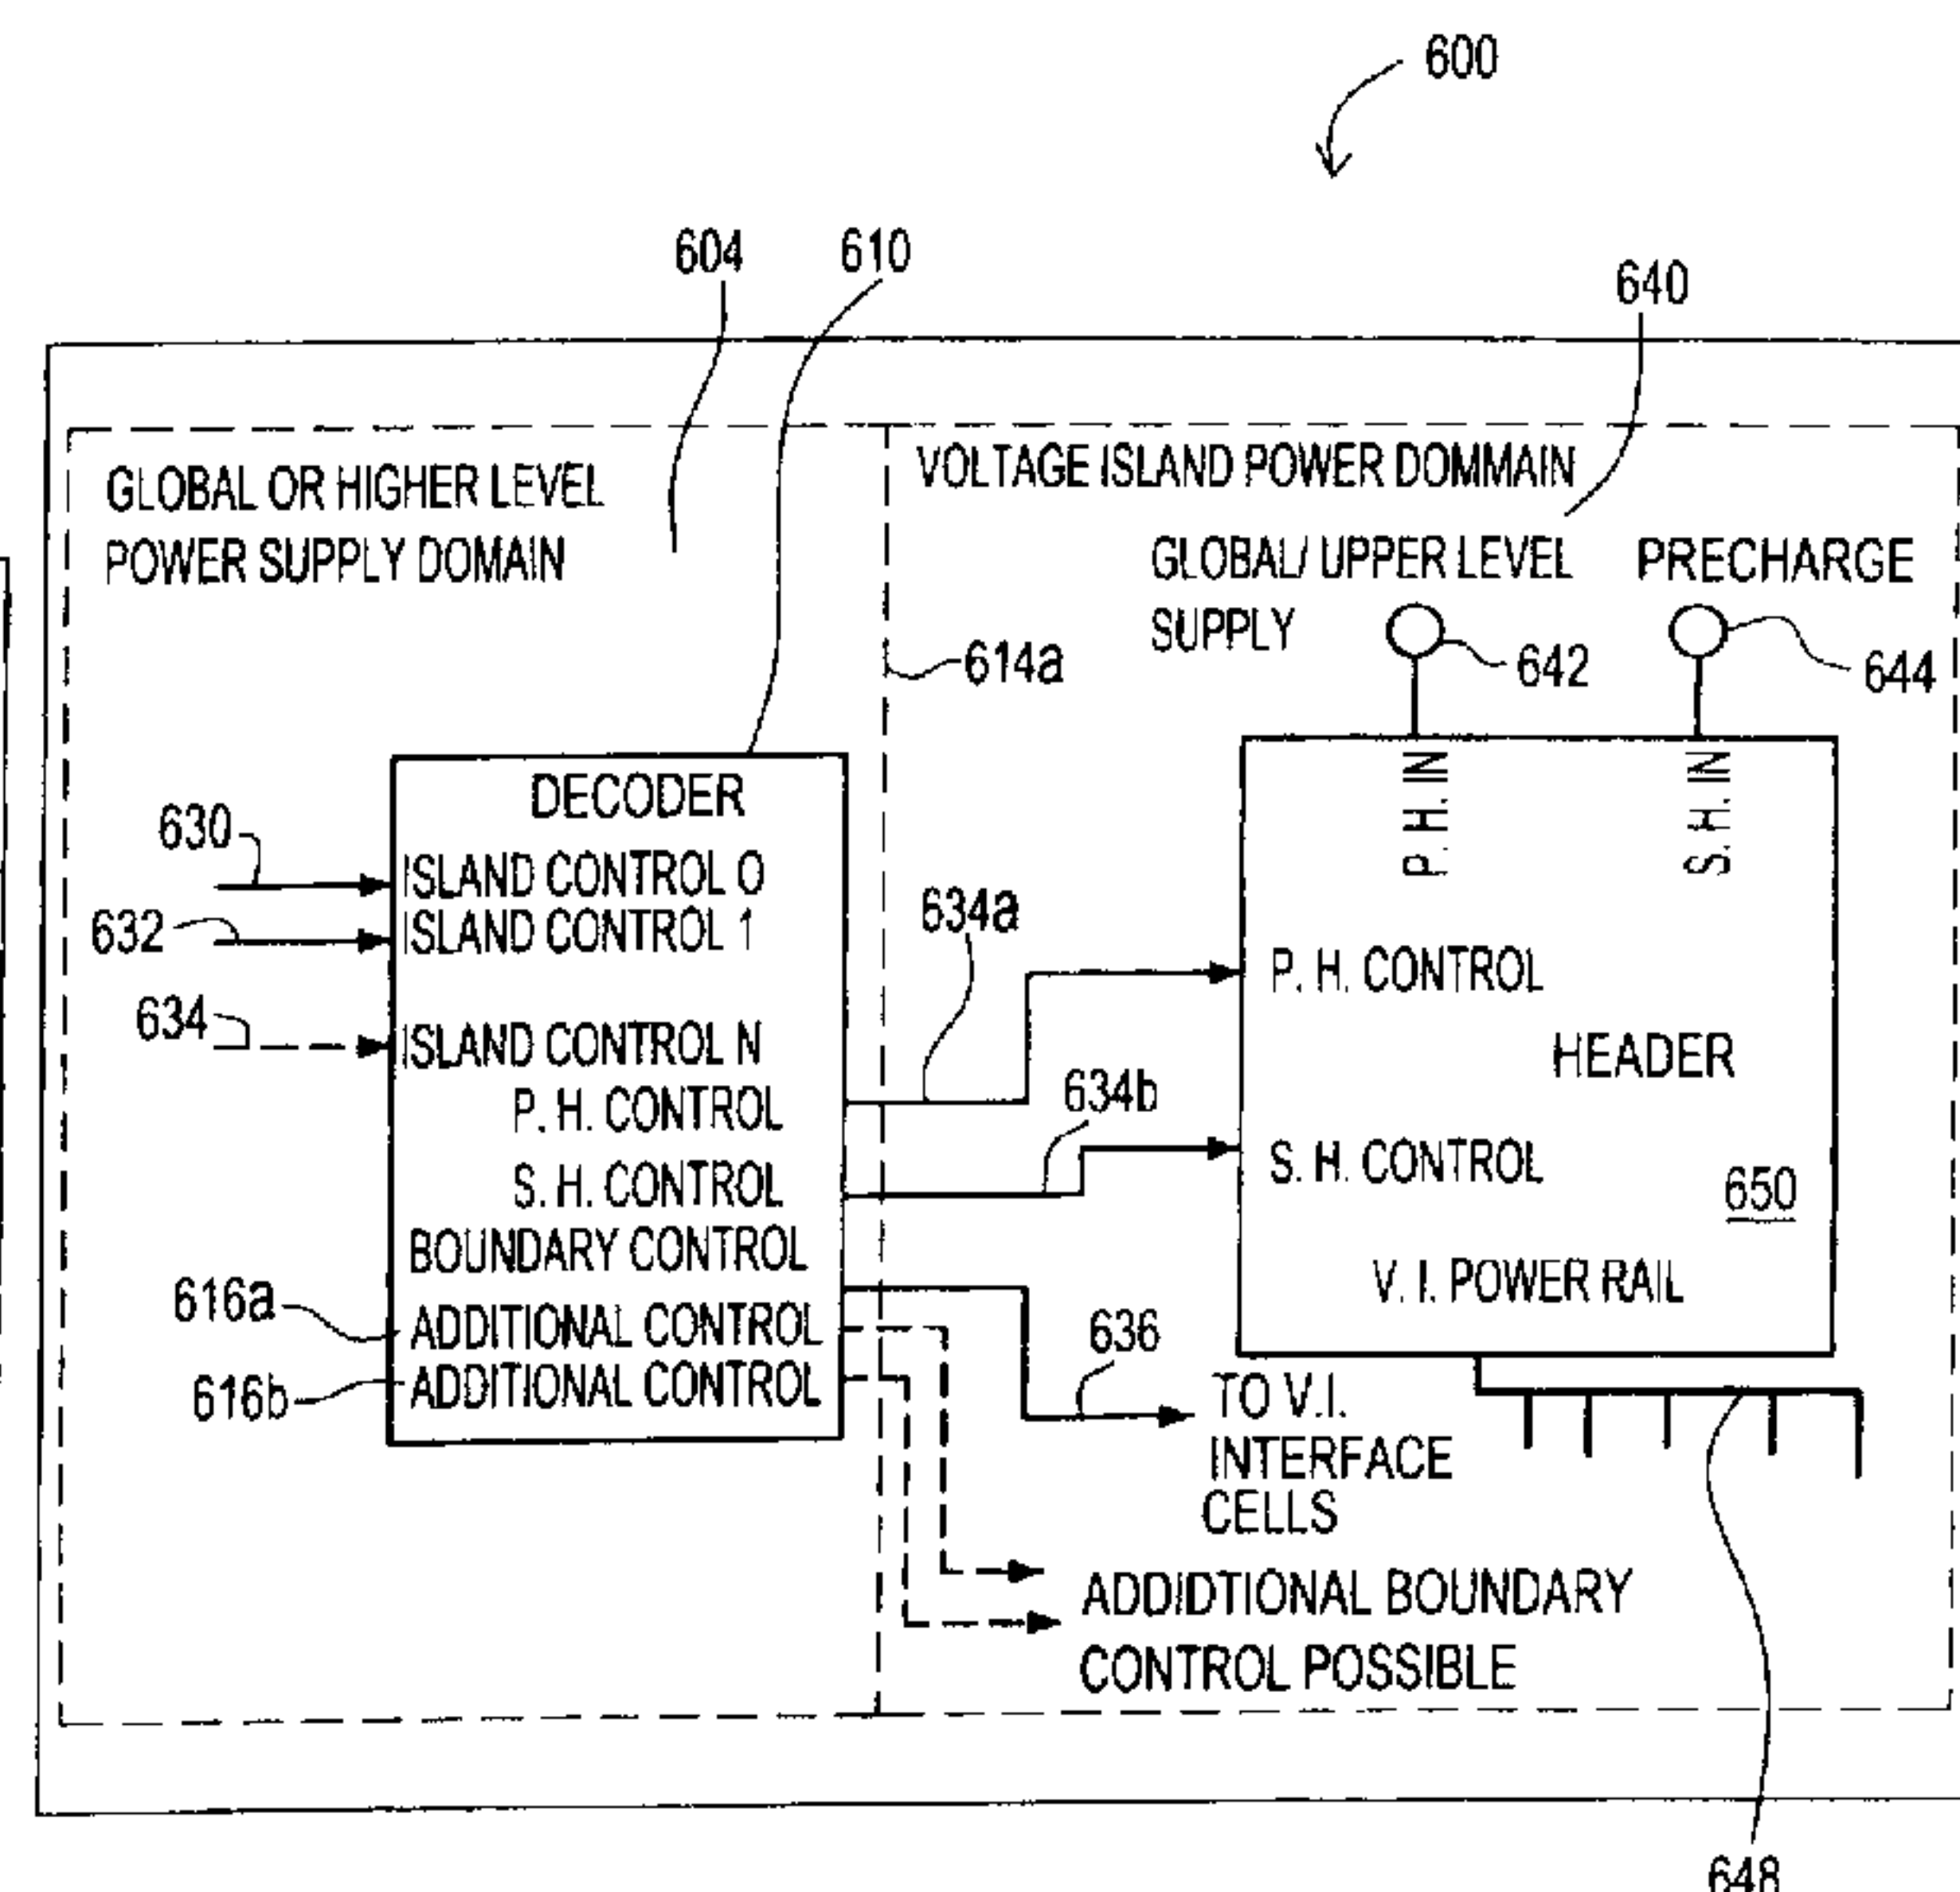 600
604
610
640
GLOBAL OR HIGHER LEVEL
POWER SUPPLY DOMAIN
VOLTAGE ISLAND POWER DOMMAIN
GLOBAL/ UPPER LEVEL
SUPPLY
PRECHARGE
614a
642
644
DECODER
630
ISLAND CONTROL 0
632
ISLAND CONTROL 1
634
ISLAND CONTROL N
P. H. CONTROL
S. H. CONTROL
BOUNDARY CONTROL
616a
ADDITIONAL CONTROL
616b
ADDITIONAL CONTROL
634a
634b
636
P. H. IN
S. H. IN
P. H. CONTROL
HEADER
S. H. CONTROL
650
V. I. POWER RAIL
TO V.I.
INTERFACE
CELLS
ADDIDTIONAL BOUNDARY
CONTROL POSSIBLE
648